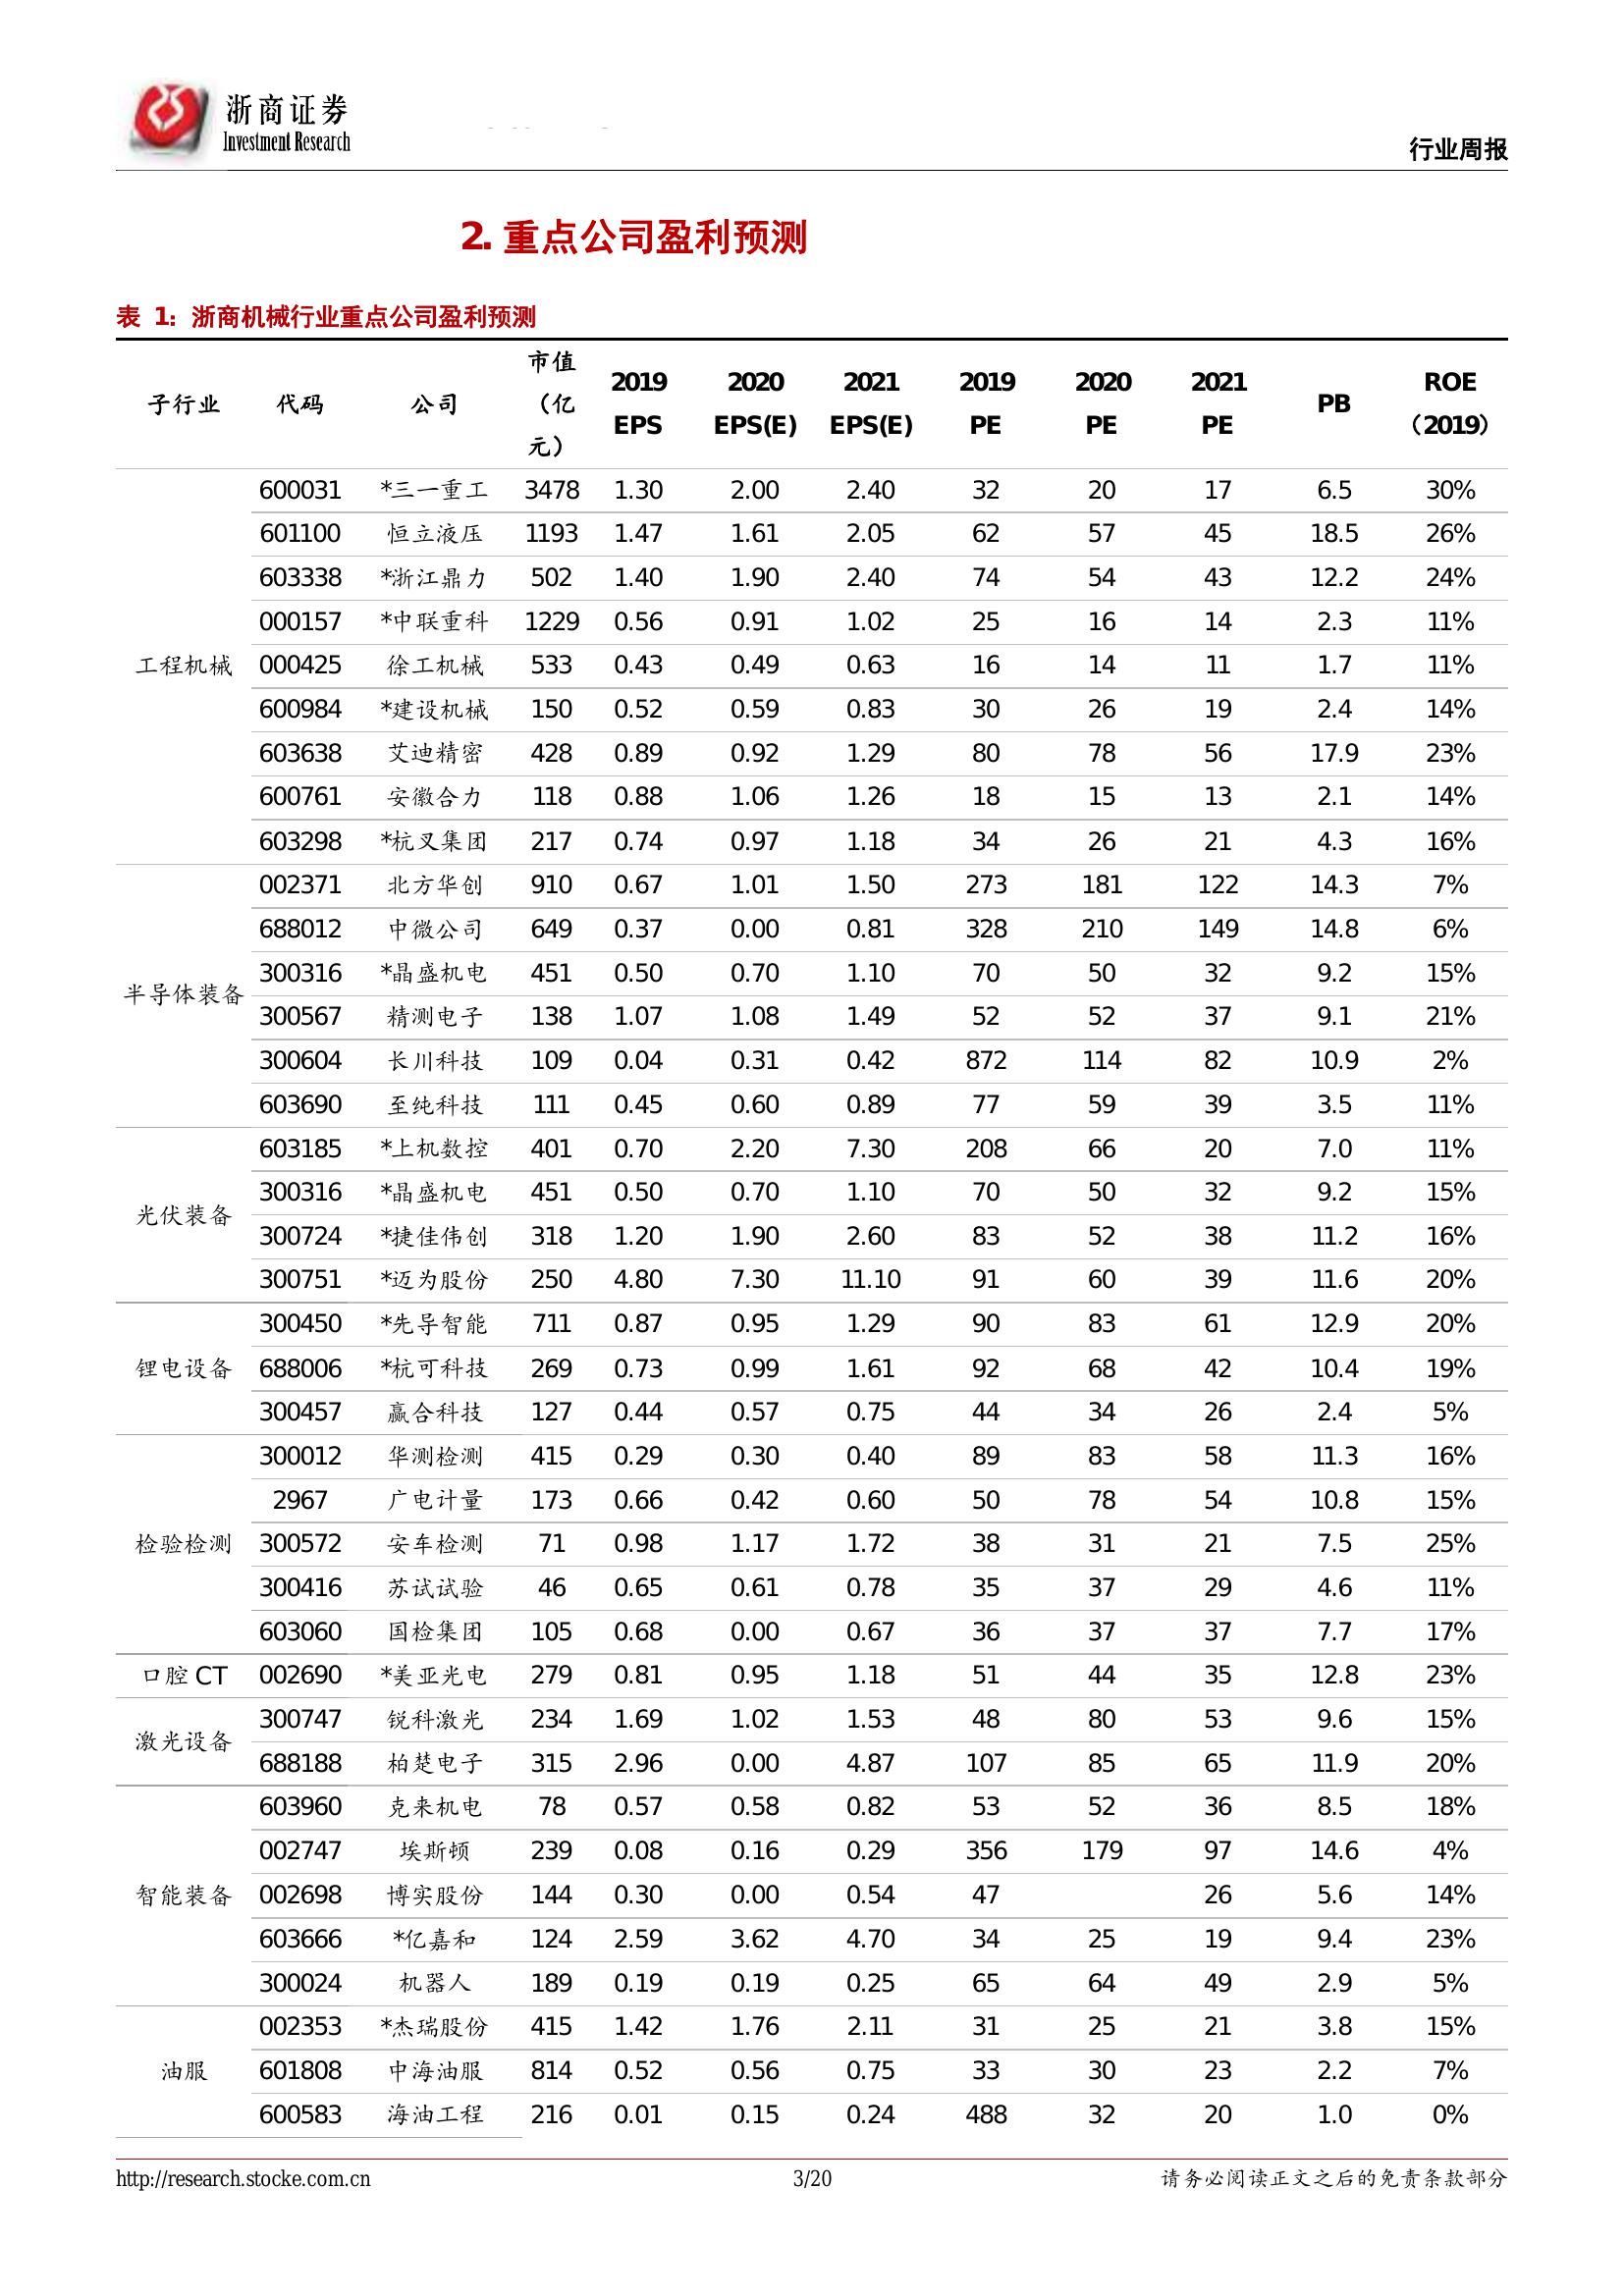 浙商证券
Investment Research
行业周报
2. 重点公司盈利预测
表 1：浙商机械行业重点公司盈利预测
子行业 代码 公司 市值（亿元） 2019 EPS 2020 EPS(E) 2021 EPS(E) 2019 PE 2020 PE 2021 PE PB ROE（2019）
工程机械 600031 *三一重工 3478 1.30 2.00 2.40 32 20 17 6.5 30%
601100 恒立液压 1193 1.47 1.61 2.05 62 57 45 18.5 26%
603338 *浙江鼎力 502 1.40 1.90 2.40 74 54 43 12.2 24%
000157 *中联重科 1229 0.56 0.91 1.02 25 16 14 2.3 11%
000425 徐工机械 533 0.43 0.49 0.63 16 14 11 1.7 11%
600984 *建设机械 150 0.52 0.59 0.83 30 26 19 2.4 14%
603638 艾迪精密 428 0.89 0.92 1.29 80 78 56 17.9 23%
600761 安徽合力 118 0.88 1.06 1.26 18 15 13 2.1 14%
603298 *杭叉集团 217 0.74 0.97 1.18 34 26 21 4.3 16%
半导体装备 002371 北方华创 910 0.67 1.01 1.50 273 181 122 14.3 7%
688012 中微公司 649 0.37 0.00 0.81 328 210 149 14.8 6%
300316 *晶盛机电 451 0.50 0.70 1.10 70 50 32 9.2 15%
300567 精测电子 138 1.07 1.08 1.49 52 52 37 9.1 21%
300604 长川科技 109 0.04 0.31 0.42 872 114 82 10.9 2%
603690 至纯科技 111 0.45 0.60 0.89 77 59 39 3.5 11%
光伏装备 603185 *上机数控 401 0.70 2.20 7.30 208 66 20 7.0 11%
300316 *晶盛机电 451 0.50 0.70 1.10 70 50 32 9.2 15%
300724 *捷佳伟创 318 1.20 1.90 2.60 83 52 38 11.2 16%
300751 *迈为股份 250 4.80 7.30 11.10 91 60 39 11.6 20%
锂电设备 300450 *先导智能 711 0.87 0.95 1.29 90 83 61 12.9 20%
688006 *杭可科技 269 0.73 0.99 1.61 92 68 42 10.4 19%
300457 赢合科技 127 0.44 0.57 0.75 44 34 26 2.4 5%
检验检测 300012 华测检测 415 0.29 0.30 0.40 89 83 58 11.3 16%
2967 广电计量 173 0.66 0.42 0.60 50 78 54 10.8 15%
300572 安车检测 71 0.98 1.17 1.72 38 31 21 7.5 25%
300416 苏试试验 46 0.65 0.61 0.78 35 37 29 4.6 11%
603060 国检集团 105 0.68 0.00 0.67 36 37 37 7.7 17%
口腔 CT 002690 *美亚光电 279 0.81 0.95 1.18 51 44 35 12.8 23%
激光设备 300747 锐科激光 234 1.69 1.02 1.53 48 80 53 9.6 15%
688188 柏楚电子 315 2.96 0.00 4.87 107 85 65 11.9 20%
智能装备 603960 克来机电 78 0.57 0.58 0.82 53 52 36 8.5 18%
002747 埃斯顿 239 0.08 0.16 0.29 356 179 97 14.6 4%
002698 博实股份 144 0.30 0.00 0.54 47 26 5.6 14%
603666 *亿嘉和 124 2.59 3.62 4.70 34 25 19 9.4 23%
300024 机器人 189 0.19 0.19 0.25 65 64 49 2.9 5%
油服 002353 *杰瑞股份 415 1.42 1.76 2.11 31 25 21 3.8 15%
601808 中海油服 814 0.52 0.56 0.75 33 30 23 2.2 7%
600583 海油工程 216 0.01 0.15 0.24 488 32 20 1.0 0%
http://research.stocke.com.cn 3/20 请务必阅读正文之后的免责条款部分